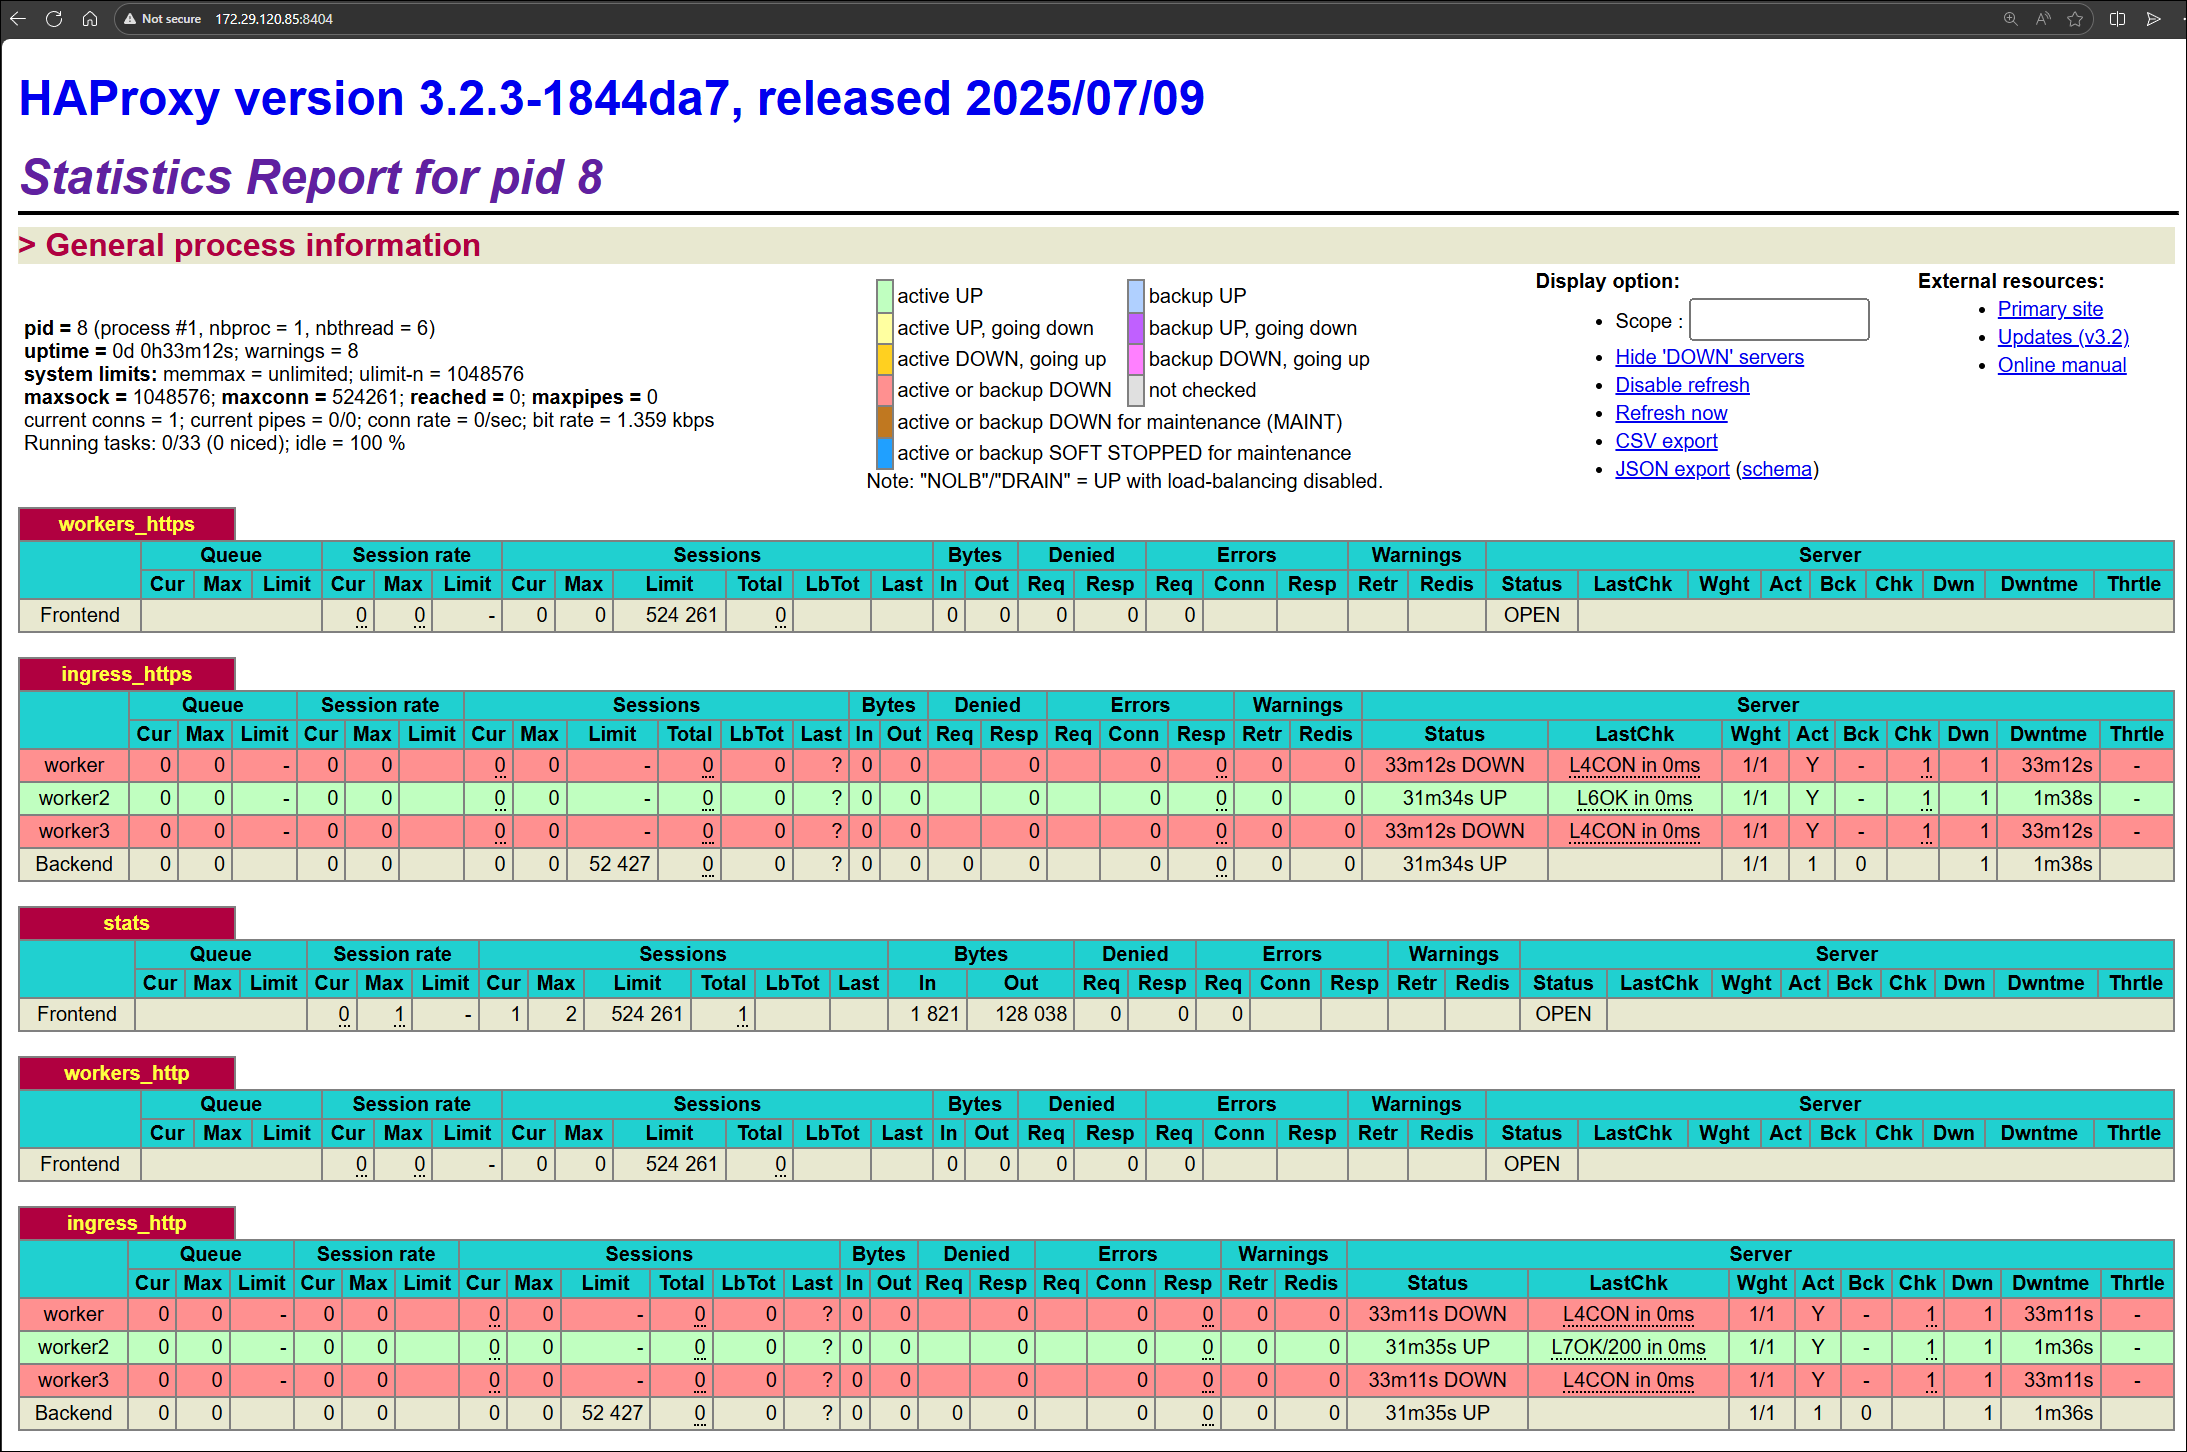 Not secure 172.29.120.85:8404
HAProxy version 3.2.3-1844da7, released 2025/07/09
Statistics Report for pid 8
> General process information
pid = 8 (process #1, nbproc = 1, nbthread = 6)
uptime = 0d 0h33m12s; warnings = 8
system limits: memmax = unlimited; ulimit-n = 1048576
maxsock = 1048576; maxconn = 524261; reached = 0; maxpipes = 0
current conns = 1; current pipes = 0/0; conn rate = 0/sec; bit rate = 1.359 kbps
Running tasks: 0/33 (0 niced); idle = 100 %
active UP backup UP
active UP, going down backup UP, going down
active DOWN, going up backup DOWN, going up
active or backup DOWN not checked
active or backup DOWN for maintenance (MAINT)
active or backup SOFT STOPPED for maintenance
Note: "NOLB"/"DRAIN" = UP with load-balancing disabled.
Display option:
• Scope :
• Hide 'DOWN' servers
• Disable refresh
• Refresh now
• CSV export
• JSON export (schema)
External resources:
• Primary site
• Updates (v3.2)
• Online manual
workers_https
Queue Session rate Sessions Bytes Denied Errors Warnings Server
Cur Max Limit Cur Max Limit Cur Max Limit Total LbTot Last In Out Req Resp Req Conn Resp Retr Redis Status LastChk Wght Act Bck Chk Dwn Dwntme Thrtle
Frontend 0 0 - 0 0 524 261 0 0 0 0 0 0 OPEN
ingress_https
Queue Session rate Sessions Bytes Denied Errors Warnings Server
Cur Max Limit Cur Max Limit Cur Max Limit Total LbTot Last In Out Req Resp Req Conn Resp Retr Redis Status LastChk Wght Act Bck Chk Dwn Dwntme Thrtle
worker 0 0 - 0 0 0 0 - 0 0 ? 0 0 0 0 0 0 0 33m12s DOWN L4CON in 0ms 1/1 Y - 1 1 33m12s -
worker2 0 0 - 0 0 0 0 - 0 0 ? 0 0 0 0 0 0 0 31m34s UP L6OK in 0ms 1/1 Y - 1 1 1m38s -
worker3 0 0 - 0 0 0 0 - 0 0 ? 0 0 0 0 0 0 0 33m12s DOWN L4CON in 0ms 1/1 Y - 1 1 33m12s -
Backend 0 0 0 0 0 0 52 427 0 0 ? 0 0 0 0 0 0 0 0 31m34s UP 1/1 1 0 1 1m38s
stats
Queue Session rate Sessions Bytes Denied Errors Warnings Server
Cur Max Limit Cur Max Limit Cur Max Limit Total LbTot Last In Out Req Resp Req Conn Resp Retr Redis Status LastChk Wght Act Bck Chk Dwn Dwntme Thrtle
Frontend 0 1 - 1 2 524 261 1 1 821 128 038 0 0 0 OPEN
workers_http
Queue Session rate Sessions Bytes Denied Errors Warnings Server
Cur Max Limit Cur Max Limit Cur Max Limit Total LbTot Last In Out Req Resp Req Conn Resp Retr Redis Status LastChk Wght Act Bck Chk Dwn Dwntme Thrtle
Frontend 0 0 - 0 0 524 261 0 0 0 0 0 0 OPEN
ingress_http
Queue Session rate Sessions Bytes Denied Errors Warnings Server
Cur Max Limit Cur Max Limit Cur Max Limit Total LbTot Last In Out Req Resp Req Conn Resp Retr Redis Status LastChk Wght Act Bck Chk Dwn Dwntme Thrtle
worker 0 0 - 0 0 0 0 - 0 0 ? 0 0 0 0 0 0 0 33m11s DOWN L4CON in 0ms 1/1 Y - 1 1 33m11s -
worker2 0 0 - 0 0 0 0 - 0 0 ? 0 0 0 0 0 0 0 31m35s UP L7OK/200 in 0ms 1/1 Y - 1 1 1m36s -
worker3 0 0 - 0 0 0 0 - 0 0 ? 0 0 0 0 0 0 0 33m11s DOWN L4CON in 0ms 1/1 Y - 1 1 33m11s -
Backend 0 0 0 0 0 0 52 427 0 0 ? 0 0 0 0 0 0 0 0 31m35s UP 1/1 1 0 1 1m36s